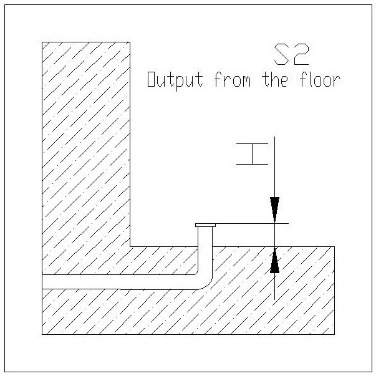 S2
Output from the floor
H